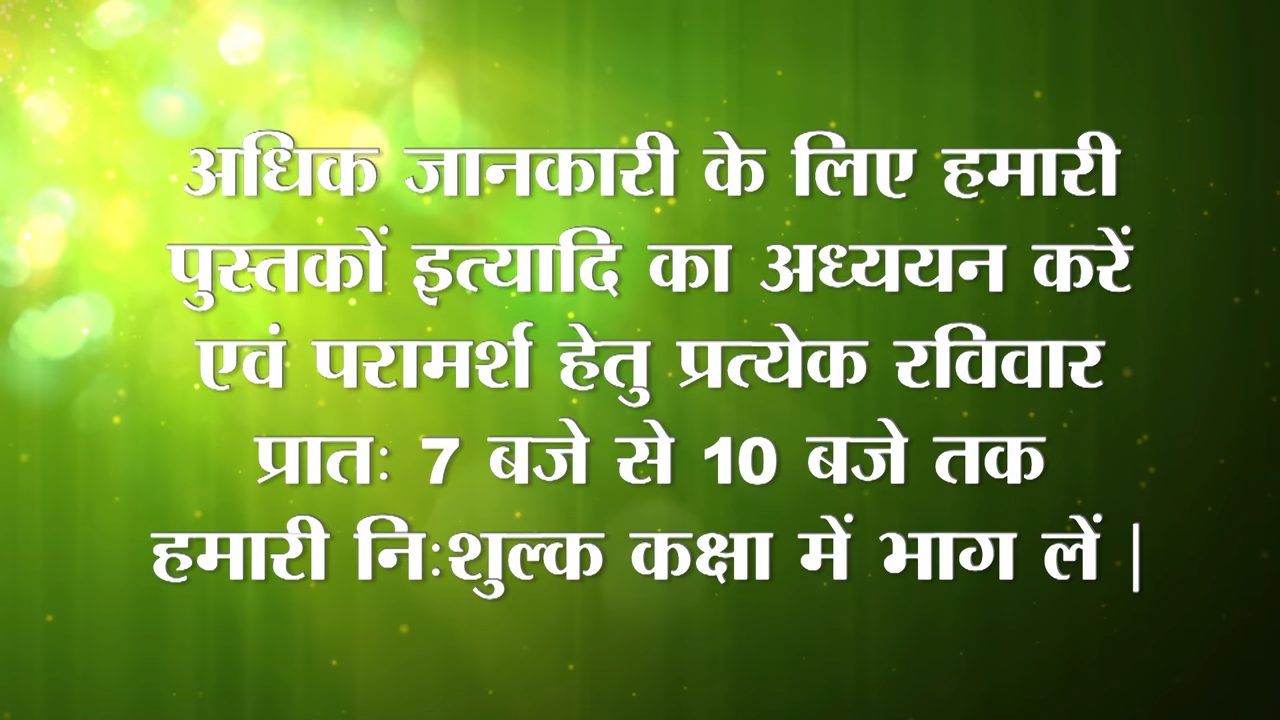 अधिक जानकारी के लिए हमारी
पुस्तकों इत्यादि का अध्ययन करें
एवं परामर्श हेतु प्रत्येक रविवार
प्रातः 7 बजे से 10 बजे तक
हमारी निःशुल्क कक्षा में भाग लें |